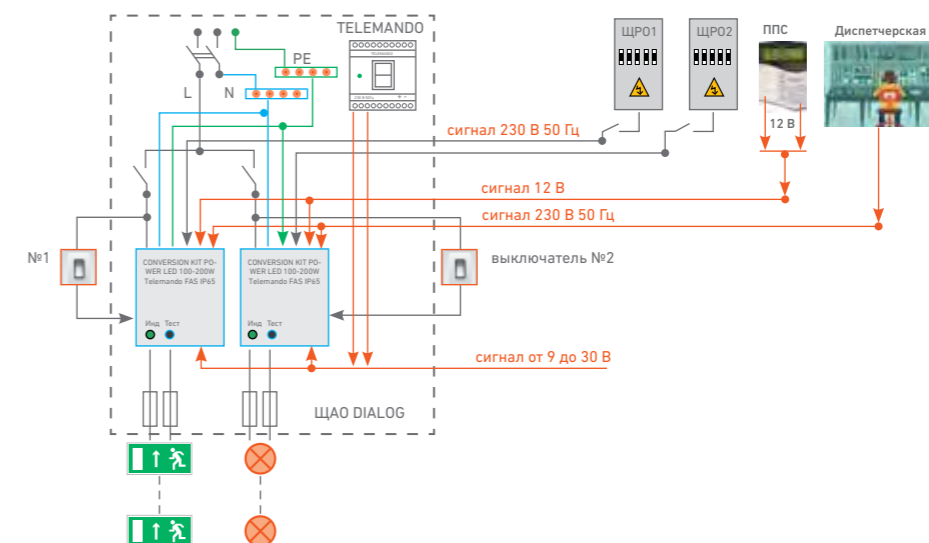 TELEMANDO
ЩРО1
ЩРО2
ППС
Диспетчерская
PE
L
N
12 В
сигнал 230 В 50 Гц
сигнал 12 В
сигнал 230 В 50 Гц
№1
CONVERSION KIT PO-
WER LED 100-200W
Telemando FAS IP65
Инд Тест
CONVERSION KIT PO-
WER LED 100-200W
Telemando FAS IP65
Инд Тест
выключатель №2
сигнал от 9 до 30 В
ЩАО DIALOG